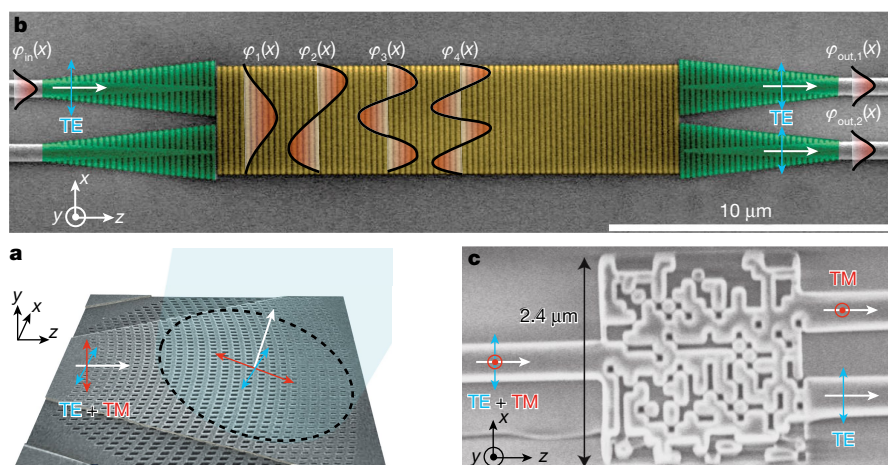 b
φin(x)
φ1(x)
φ2(x)
φ3(x)
φ4(x)
φout,1(x)
TE
TE
φout,2(x)
x
y
z
10 μm
a
y
x
z
TE + TM
c
TM
2.4 μm
TE + TM
TE
x
y
z